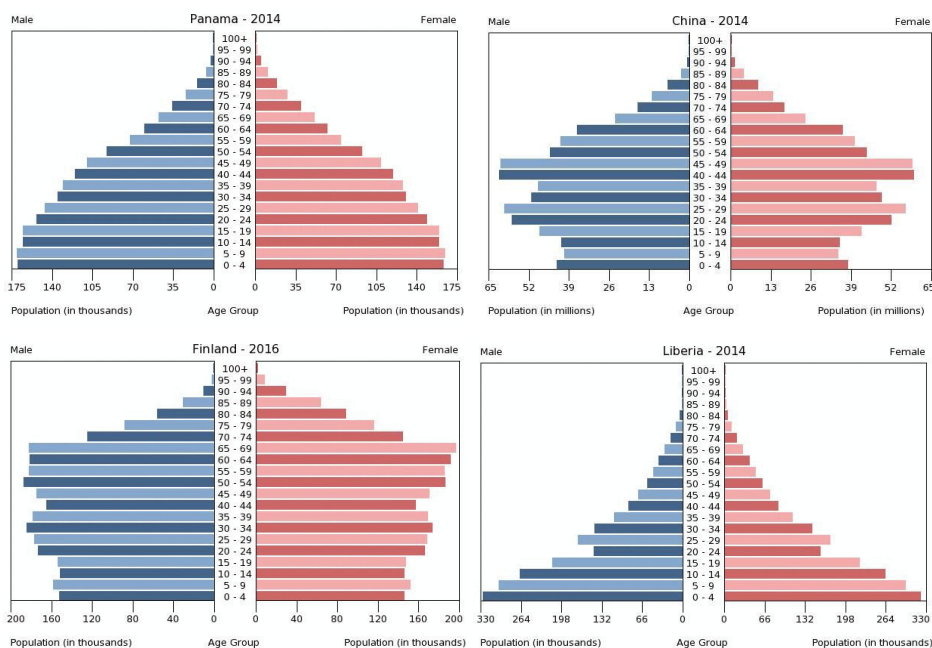 Panama - 2014
Male Female
100+
95 - 99
90 - 94
85 - 89
80 - 84
75 - 79
70 - 74
65 - 69
60 - 64
55 - 59
50 - 54
45 - 49
40 - 44
35 - 39
30 - 34
25 - 29
20 - 24
15 - 19
10 - 14
5 - 9
0 - 4
175 140 105 70 35 0 0 35 70 105 140 175
Population (in thousands) Age Group Population (in thousands)
China - 2014
Male Female
100+
95 - 99
90 - 94
85 - 89
80 - 84
75 - 79
70 - 74
65 - 69
60 - 64
55 - 59
50 - 54
45 - 49
40 - 44
35 - 39
30 - 34
25 - 29
20 - 24
15 - 19
10 - 14
5 - 9
0 - 4
65 52 39 26 13 0 0 13 26 39 52 65
Population (in millions) Age Group Population (in millions)
Finland - 2016
Male Female
100+
95 - 99
90 - 94
85 - 89
80 - 84
75 - 79
70 - 74
65 - 69
60 - 64
55 - 59
50 - 54
45 - 49
40 - 44
35 - 39
30 - 34
25 - 29
20 - 24
15 - 19
10 - 14
5 - 9
0 - 4
200 160 120 80 40 0 0 40 80 120 160 200
Population (in thousands) Age Group Population (in thousands)
Liberia - 2014
Male Female
100+
95 - 99
90 - 94
85 - 89
80 - 84
75 - 79
70 - 74
65 - 69
60 - 64
55 - 59
50 - 54
45 - 49
40 - 44
35 - 39
30 - 34
25 - 29
20 - 24
15 - 19
10 - 14
5 - 9
0 - 4
330 264 198 132 66 0 0 66 132 198 264 330
Population (in thousands) Age Group Population (in thousands)